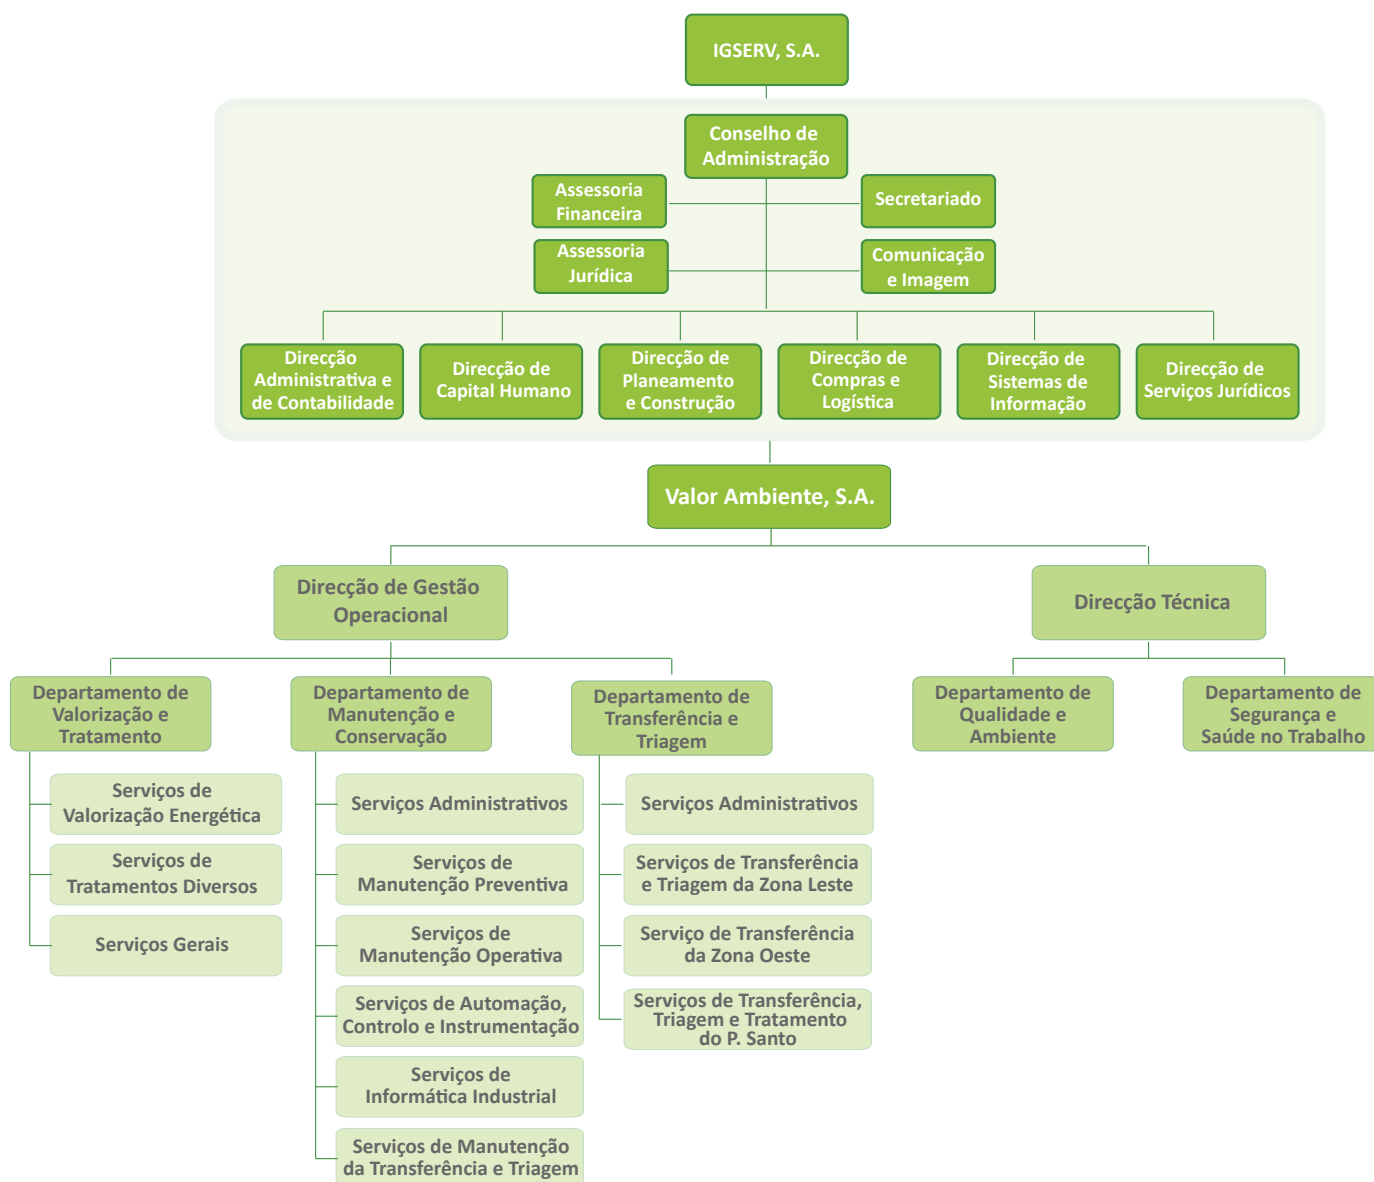 IGSERV, S.A.
Conselho de
Administração
Assessoria
Financeira
Secretariado
Assessoria
Jurídica
Comunicação
e Imagem
Direcção
Administrativa e
de Contabilidade
Direcção de
Capital Humano
Direcção de
Planeamento
e Construção
Direcção de
Compras e
Logística
Direcção de
Sistemas de
Informação
Direcção de
Serviços Jurídicos
Valor Ambiente, S.A.
Direcção de Gestão
Operacional
Direcção Técnica
Departamento de
Valorização e
Tratamento
Departamento de
Manutenção e
Conservação
Departamento de
Transferência e
Triagem
Departamento de
Qualidade e
Ambiente
Departamento de
Segurança e
Saúde no Trabalho
Serviços de
Valorização Energética
Serviços de
Tratamentos Diversos
Serviços Gerais
Serviços Administrativos
Serviços de
Manutenção Preventiva
Serviços de
Manutenção Operativa
Serviços de Automação,
Controlo e Instrumentação
Serviços de
Informática Industrial
Serviços de Manutenção
da Transferência e Triagem
Serviços Administrativos
Serviços de Transferência
e Triagem da Zona Leste
Serviço de Transferência
da Zona Oeste
Serviços de Transferência,
Triagem e Tratamento
do P. Santo